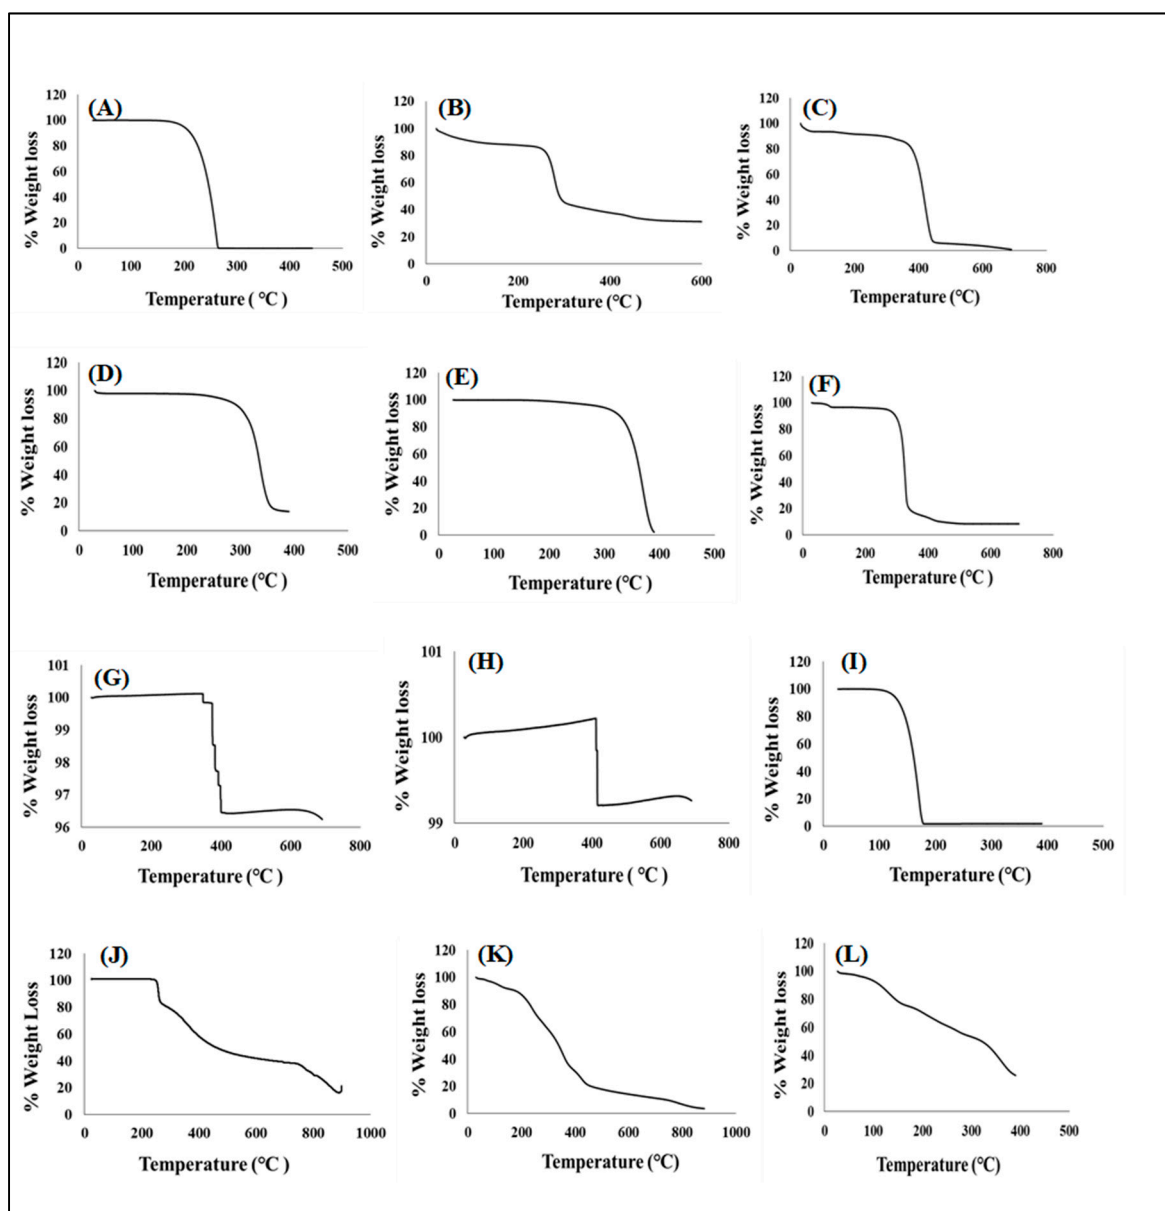 (A)
% Weight loss
120
100
80
60
40
20
0
0 100 200 300 400 500
Temperature ( °C)
(B)
% Weight loss
120
100
80
60
40
20
0
0 200 400 600
Temperature (°C )
(C)
% Weight loss
120
100
80
60
40
20
0
0 200 400 600 800
Temperature (°C)
(D)
% Weight loss
120
100
80
60
40
20
0
0 100 200 300 400 500
Temperature (°C )
(E)
% Weight loss
120
100
80
60
40
20
0
0 100 200 300 400 500
Temperature (°C )
(F)
% Weight loss
120
100
80
60
40
20
0
0 200 400 600 800
Temperature (°C )
(G)
% Weight loss
101
100
99
98
97
96
0 200 400 600 800
Temperature (°C )
(H)
% Weight loss
101
100
99
0 200 400 600 800
Temperature ( °C)
(I)
% Weight loss
120
100
80
60
40
20
0
0 100 200 300 400 500
Temperature (°C)
(J)
% Weight Loss
120
100
80
60
40
20
0
0 200 400 600 800 1000
Temperature (°C )
(K)
% Weight loss
120
100
80
60
40
20
0
0 200 400 600 800 1000
Temperature (°C)
(L)
% Weight loss
120
100
80
60
40
20
0
0 100 200 300 400 500
Temperature (°C)